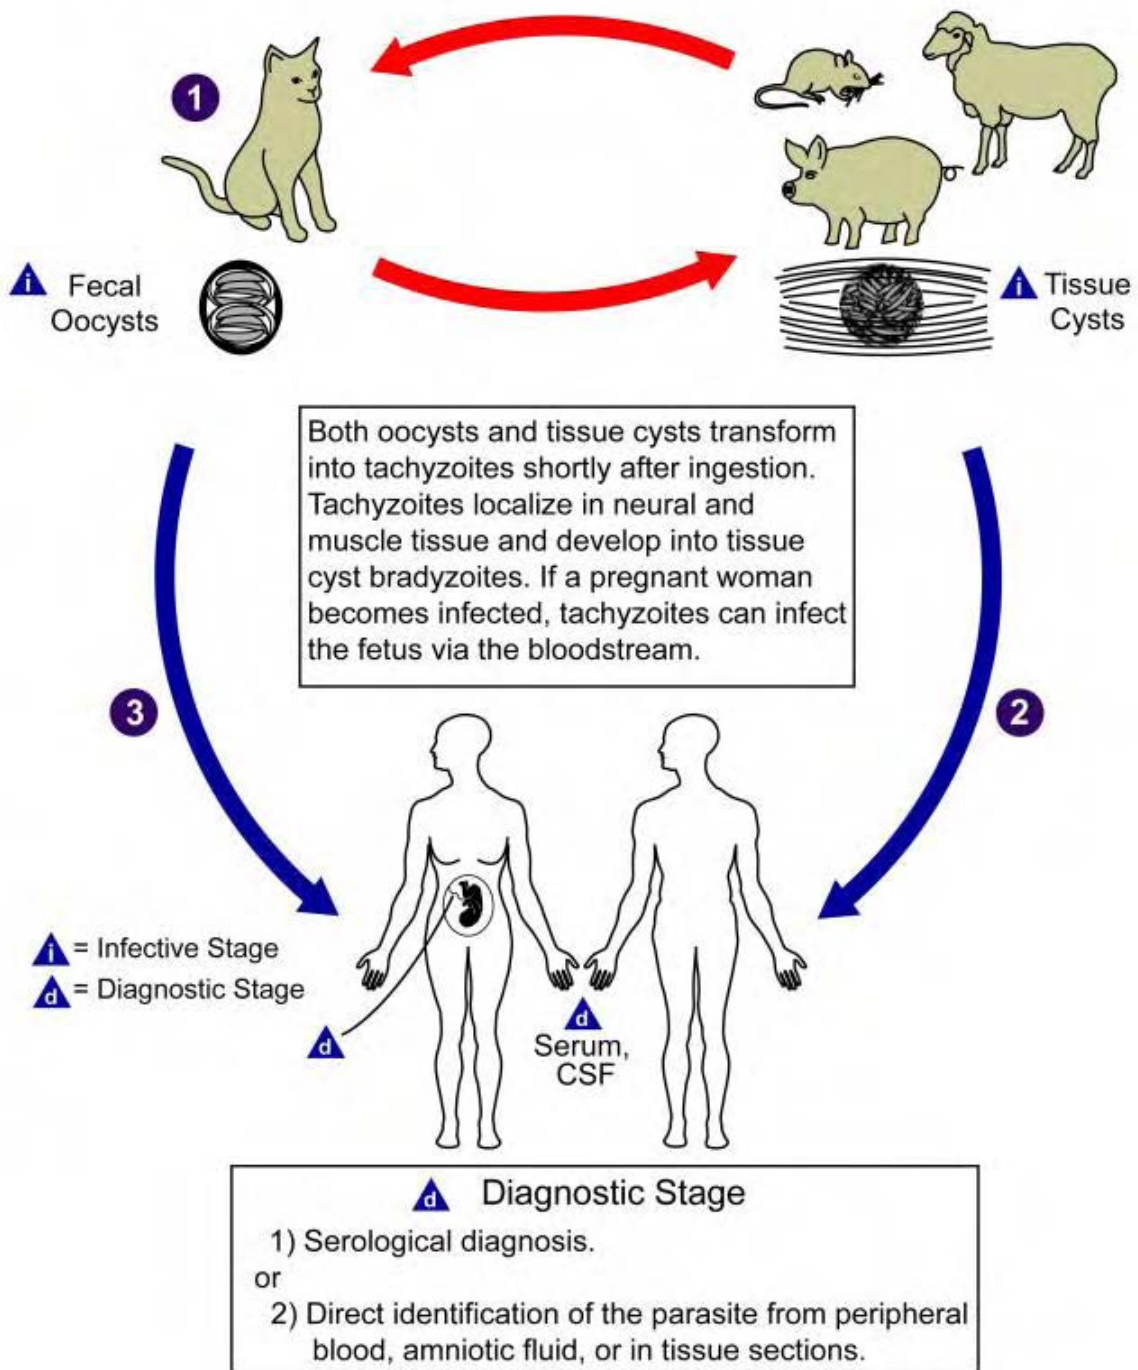 1
i Fecal
Oocysts
i Tissue
Cysts
Both oocysts and tissue cysts transform
into tachyzoites shortly after ingestion.
Tachyzoites localize in neural and
muscle tissue and develop into tissue
cyst bradyzoites. If a pregnant woman
becomes infected, tachyzoites can infect
the fetus via the bloodstream.
3
2
i = Infective Stage
d = Diagnostic Stage
d
d
Serum,
CSF
d Diagnostic Stage
1) Serological diagnosis.
or
2) Direct identification of the parasite from peripheral
blood, amniotic fluid, or in tissue sections.